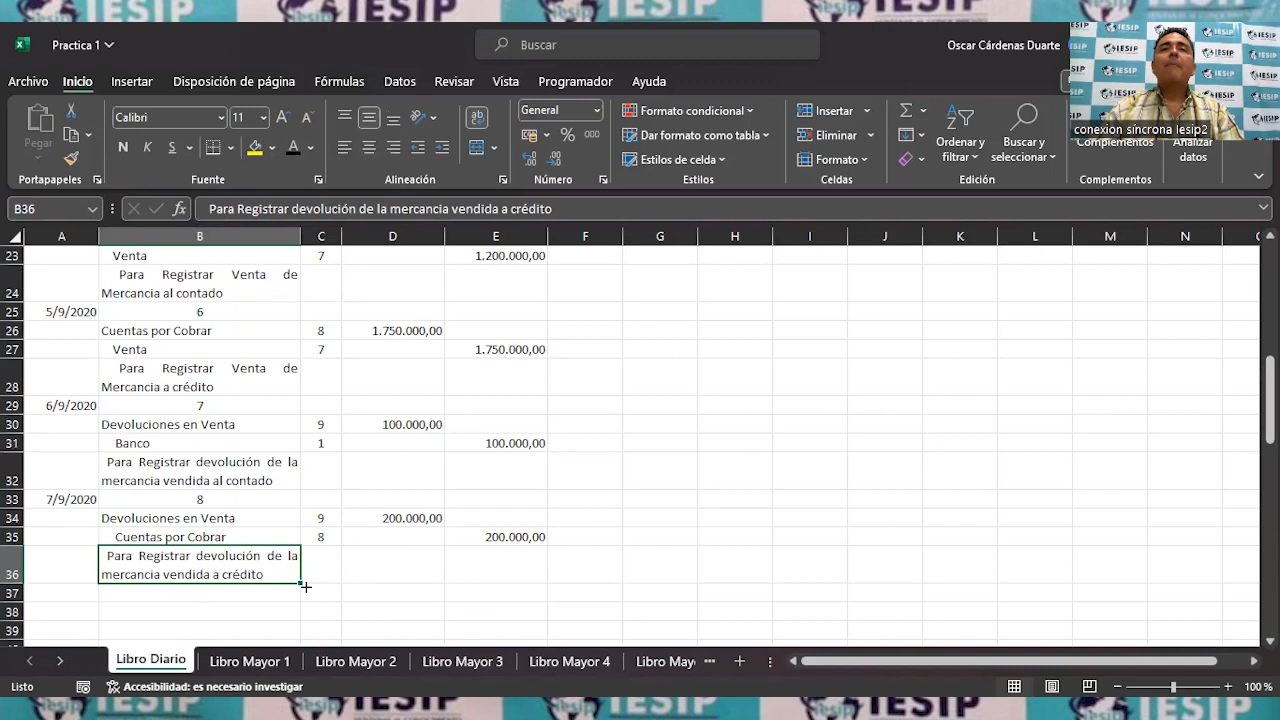 IESIP
Practica 1
Buscar
Oscar Cárdenas Duarte
Archivo Inicio Insertar Disposición de página Fórmulas Datos Revisar Vista Programador Ayuda
Pegar
Portapapeles
Calibri 11
N K S
Fuente
Alineación
General
% 000
Número
Formato condicional
Dar formato como tabla
Estilos de celda
Estilos
Insertar
Eliminar
Formato
Celdas
Ordenar y filtrar
Buscar y seleccionar
Edición
Complementos
Complementos
Analizar datos
conexion síncrona Iesip2
B36 Para Registrar devolución de la mercancia vendida a crédito
A B C D E F G H I J K L M N
23 Venta 7 1.200.000,00
Para Registrar Venta de
24 Mercancia al contado
25 5/9/2020 6
26 Cuentas por Cobrar 8 1.750.000,00
27 Venta 7 1.750.000,00
Para Registrar Venta de
28 Mercancia a crédito
29 6/9/2020 7
30 Devoluciones en Venta 9 100.000,00
31 Banco 1 100.000,00
Para Registrar devolución de la
32 mercancia vendida al contado
33 7/9/2020 8
34 Devoluciones en Venta 9 200.000,00
35 Cuentas por Cobrar 8 200.000,00
Para Registrar devolución de la
36 mercancia vendida a crédito
37
38
39
Libro Diario Libro Mayor 1 Libro Mayor 2 Libro Mayor 3 Libro Mayor 4 Libro May ...
Listo Accesibilidad: es necesario investigar 100 %
IESIP